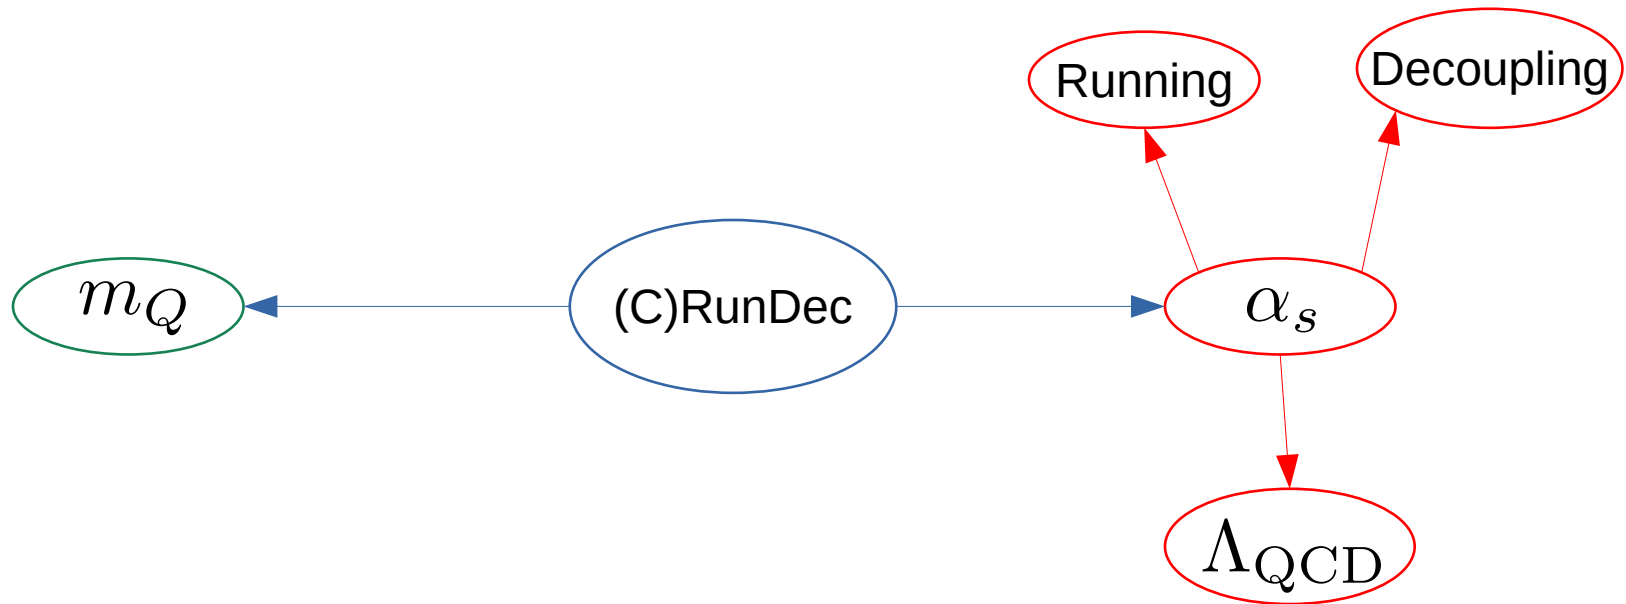 Running
Decoupling
m_Q
(C)RunDec
α_s
Λ_QCD